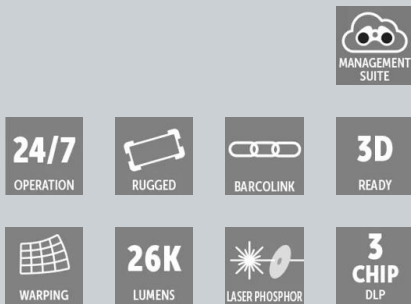 MANAGEMENT
SUITE
24/7
OPERATION
RUGGED
BARCOLINK
3D
READY
WARPING
26K
LUMENS
LASER PHOSPHOR
3
CHIP
DLP